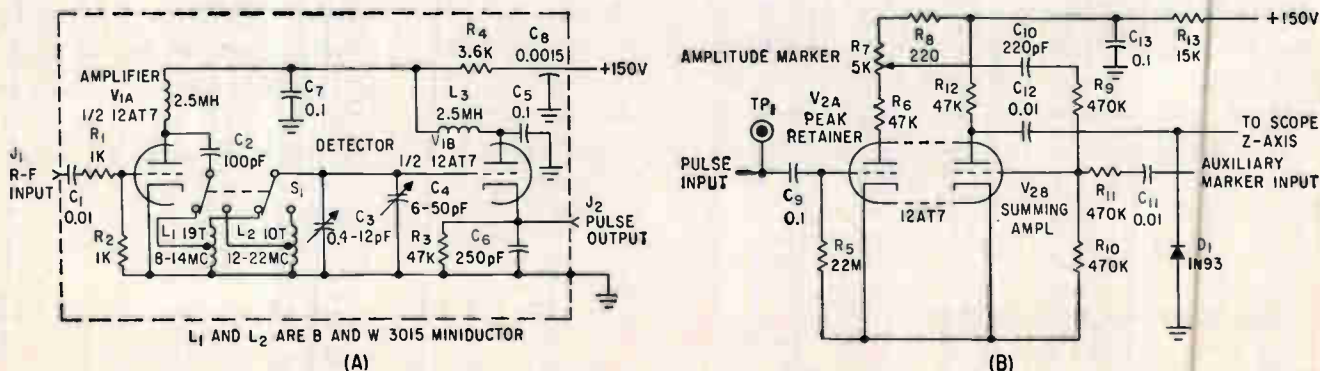 AMPLIFIER
V1A
1/2 12AT7
2.5MH
J1
R-F
INPUT
R1
1K
C1
0.01
R2
1K
C2
100pF
C7
0.1
R4
3.6K
C8
0.0015
+150V
L3
2.5MH
C5
0.1
V1B
1/2 12AT7
DETECTOR
S1
L1 19T
8-14MC
L2 10T
12-22MC
C3
0.4-12pF
C4
6-50pF
R3
47K
C6
250pF
J2
PULSE
OUTPUT
L1 AND L2 ARE B AND W 3015 MINIDUCTOR
(A)
AMPLITUDE MARKER
R7
5K
R8
220
C10
220pF
C13
0.1
R13
15K
+150V
TP1
V2A
PEAK
RETAINER
R6
47K
R12
47K
C12
0.01
R9
470K
TO SCOPE
Z-AXIS
PULSE
INPUT
C9
0.1
R5
22M
12AT7
V2B
SUMMING
AMPL
R11
470K
C11
0.01
AUXILIARY
MARKER INPUT
R10
470K
D1
1N93
(B)